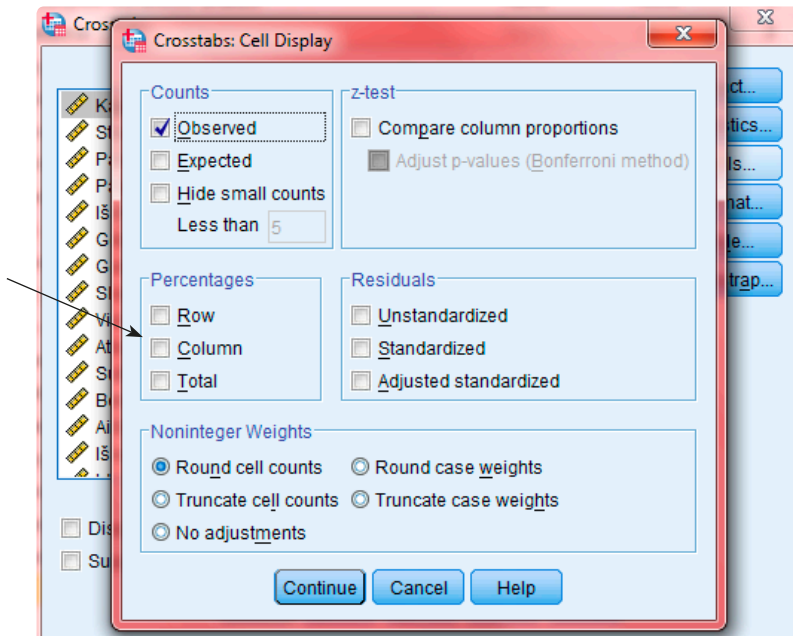 Crosstabs: Cell Display
Counts
Observed
Expected
Hide small counts
Less than 5
z-test
Compare column proportions
Adjust p-values (Bonferroni method)
Percentages
Row
Column
Total
Residuals
Unstandardized
Standardized
Adjusted standardized
Noninteger Weights
Round cell counts
Round case weights
Truncate cell counts
Truncate case weights
No adjustments
Continue
Cancel
Help